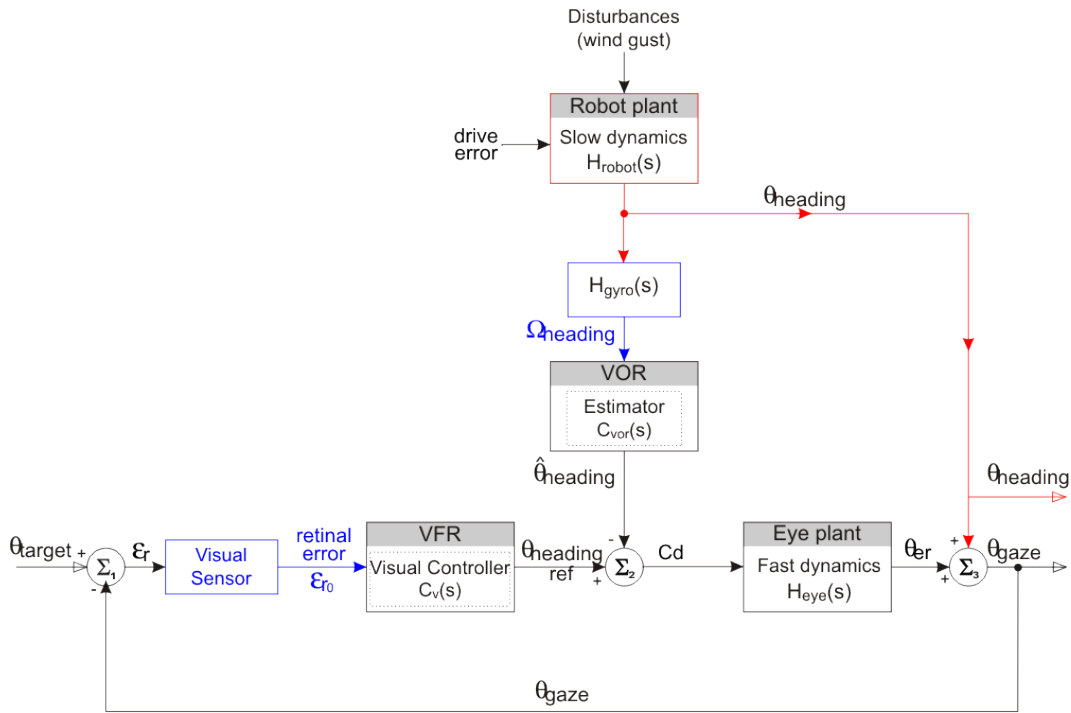 Disturbances
(wind gust)
Robot plant
drive
error
Slow dynamics
Hrobot(s)
θheading
Hgyro(s)
Ωheading
VOR
Estimator
Cvor(s)
θ̂heading
θheading
θtarget
+
Σ1
-
εr
Visual
Sensor
retinal
error
εr0
VFR
Visual Controller
Cv(s)
θheading
ref
-
+
Σ2
Cd
Eye plant
Fast dynamics
Heye(s)
θer
+
+
Σ3
θgaze
θgaze